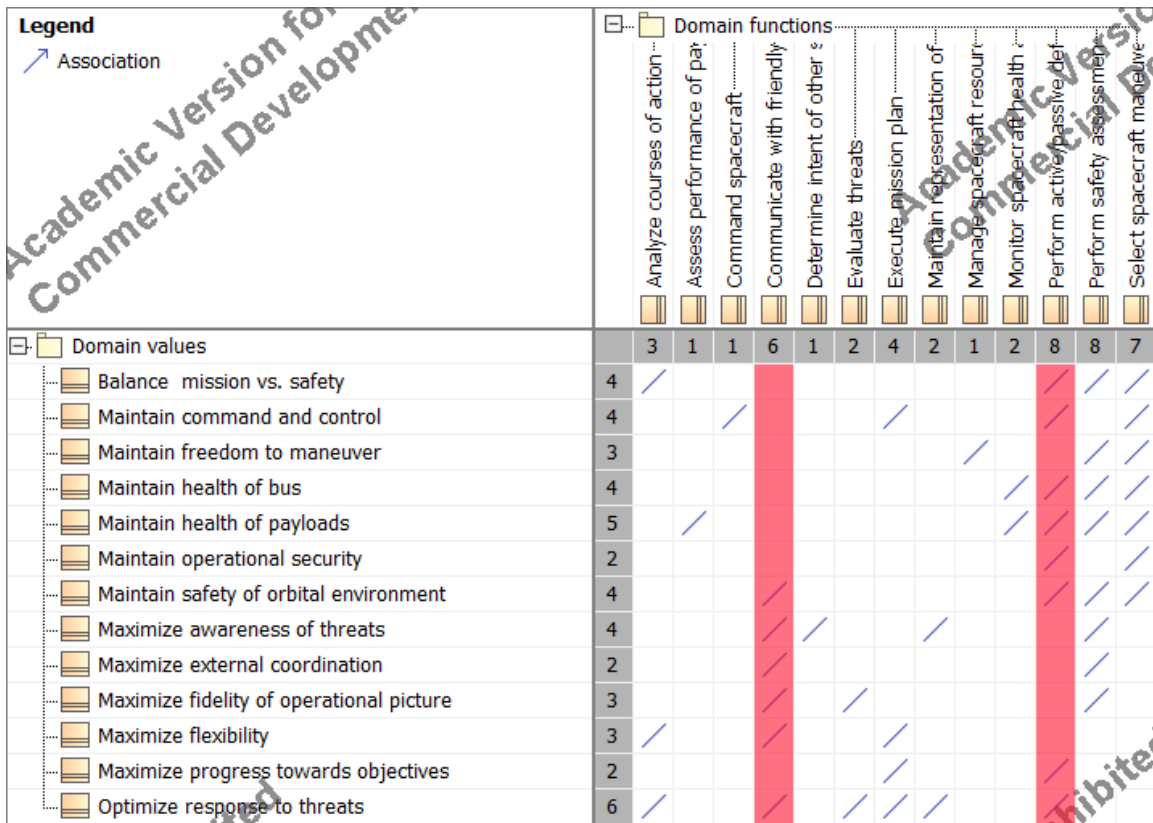 Legend
Association
Academic Version for
Commercial Developme
Domain functions
Analyze courses of action
Assess performance of
Command spacecraft
Communicate with friendly
Determine intent of other
Evaluate threats
Execute mission plan
Maintain representation of
Manage spacecraft
Monitor spacecraft health
Perform active/passive
Perform safety assessment
Select spacecraft
Academic Versio
Commercial De
Domain values 3 1 1 6 1 2 4 2 1 2 8 8 7
Balance mission vs. safety 4
Maintain command and control 4
Maintain freedom to maneuver 3
Maintain health of bus 4
Maintain health of payloads 5
Maintain operational security 2
Maintain safety of orbital environment 4
Maximize awareness of threats 4
Maximize external coordination 2
Maximize fidelity of operational picture 3
Maximize flexibility 3
Maximize progress towards objectives 2
Optimize response to threats 6